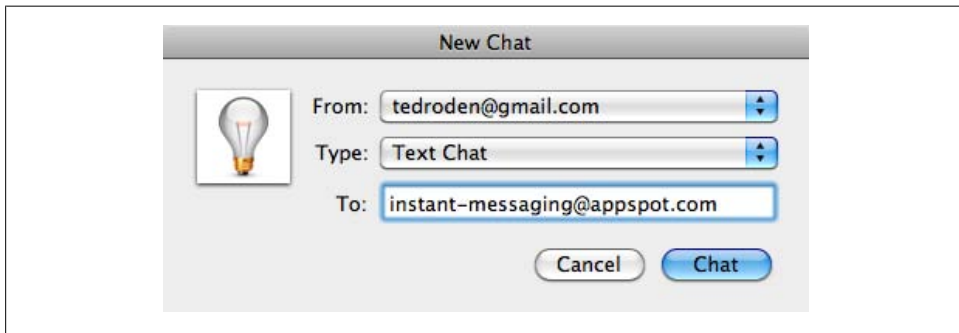 New Chat
From: tedroden@gmail.com
Type: Text Chat
To: instant-messaging@appspot.com
Cancel Chat